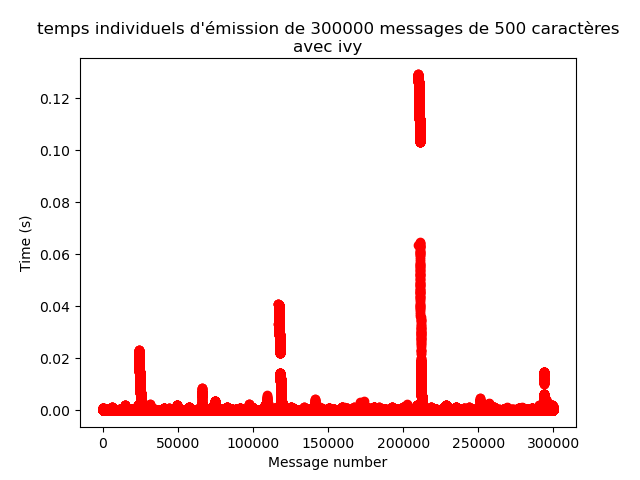 temps individuels d'émission de 300000 messages de 500 caractères
avec ivy
0.12
0.10
0.08
0.06
0.04
0.02
0.00
Time (s)
0 50000 100000 150000 200000 250000 300000
Message number